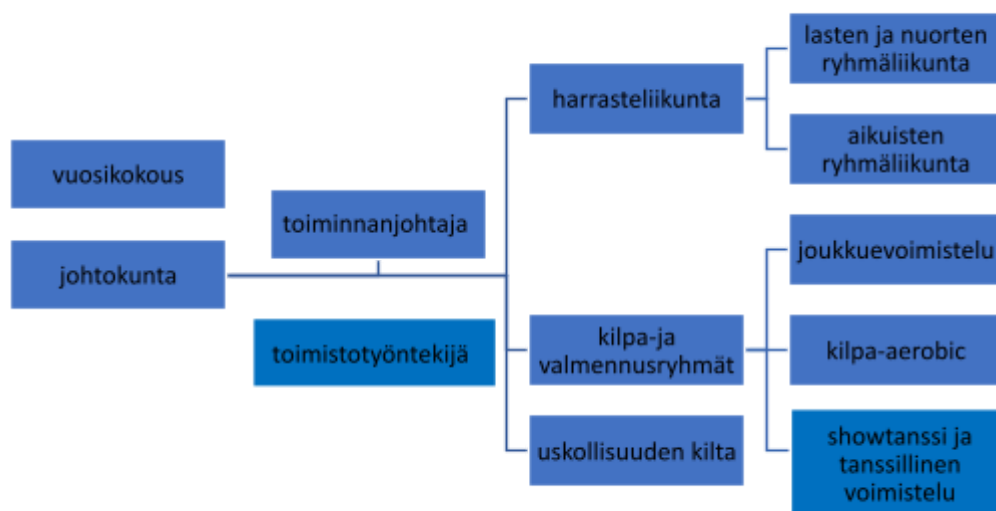 vuosikokous
johtokunta
toiminnanjohtaja
toimistotyöntekijä
harrasteliikunta
lasten ja nuorten
ryhmäliikunta
aikuisten
ryhmäliikunta
kilpa-ja
valmennusryhmät
joukkuevoimistelu
kilpa-aerobic
showtanssi ja
tanssillinen
voimistelu
uskollisuuden kilta